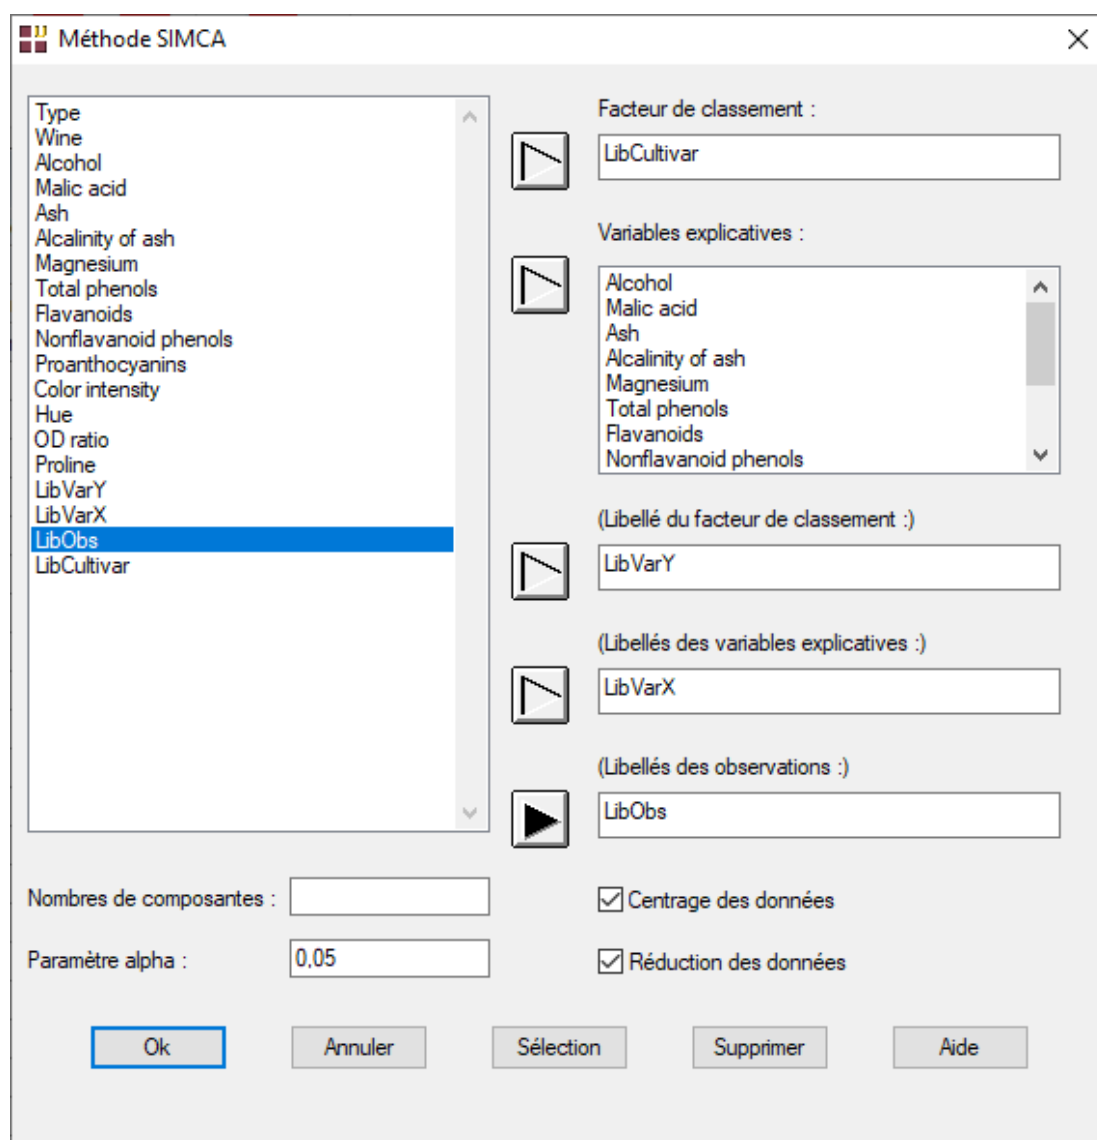 Méthode SIMCA
Type
Wine
Alcohol
Malic acid
Ash
Alcalinity of ash
Magnesium
Total phenols
Flavanoids
Nonflavanoid phenols
Proanthocyanins
Color intensity
Hue
OD ratio
Proline
LibVarY
LibVarX
LibObs
LibCultivar
Facteur de classement :
LibCultivar
Variables explicatives :
Alcohol
Malic acid
Ash
Alcalinity of ash
Magnesium
Total phenols
Flavanoids
Nonflavanoid phenols
(Libellé du facteur de classement :)
LibVarY
(Libellés des variables explicatives :)
LibVarX
(Libellés des observations :)
LibObs
Nombres de composantes :
Centrage des données
Paramètre alpha :
0,05
Réduction des données
Ok
Annuler
Sélection
Supprimer
Aide